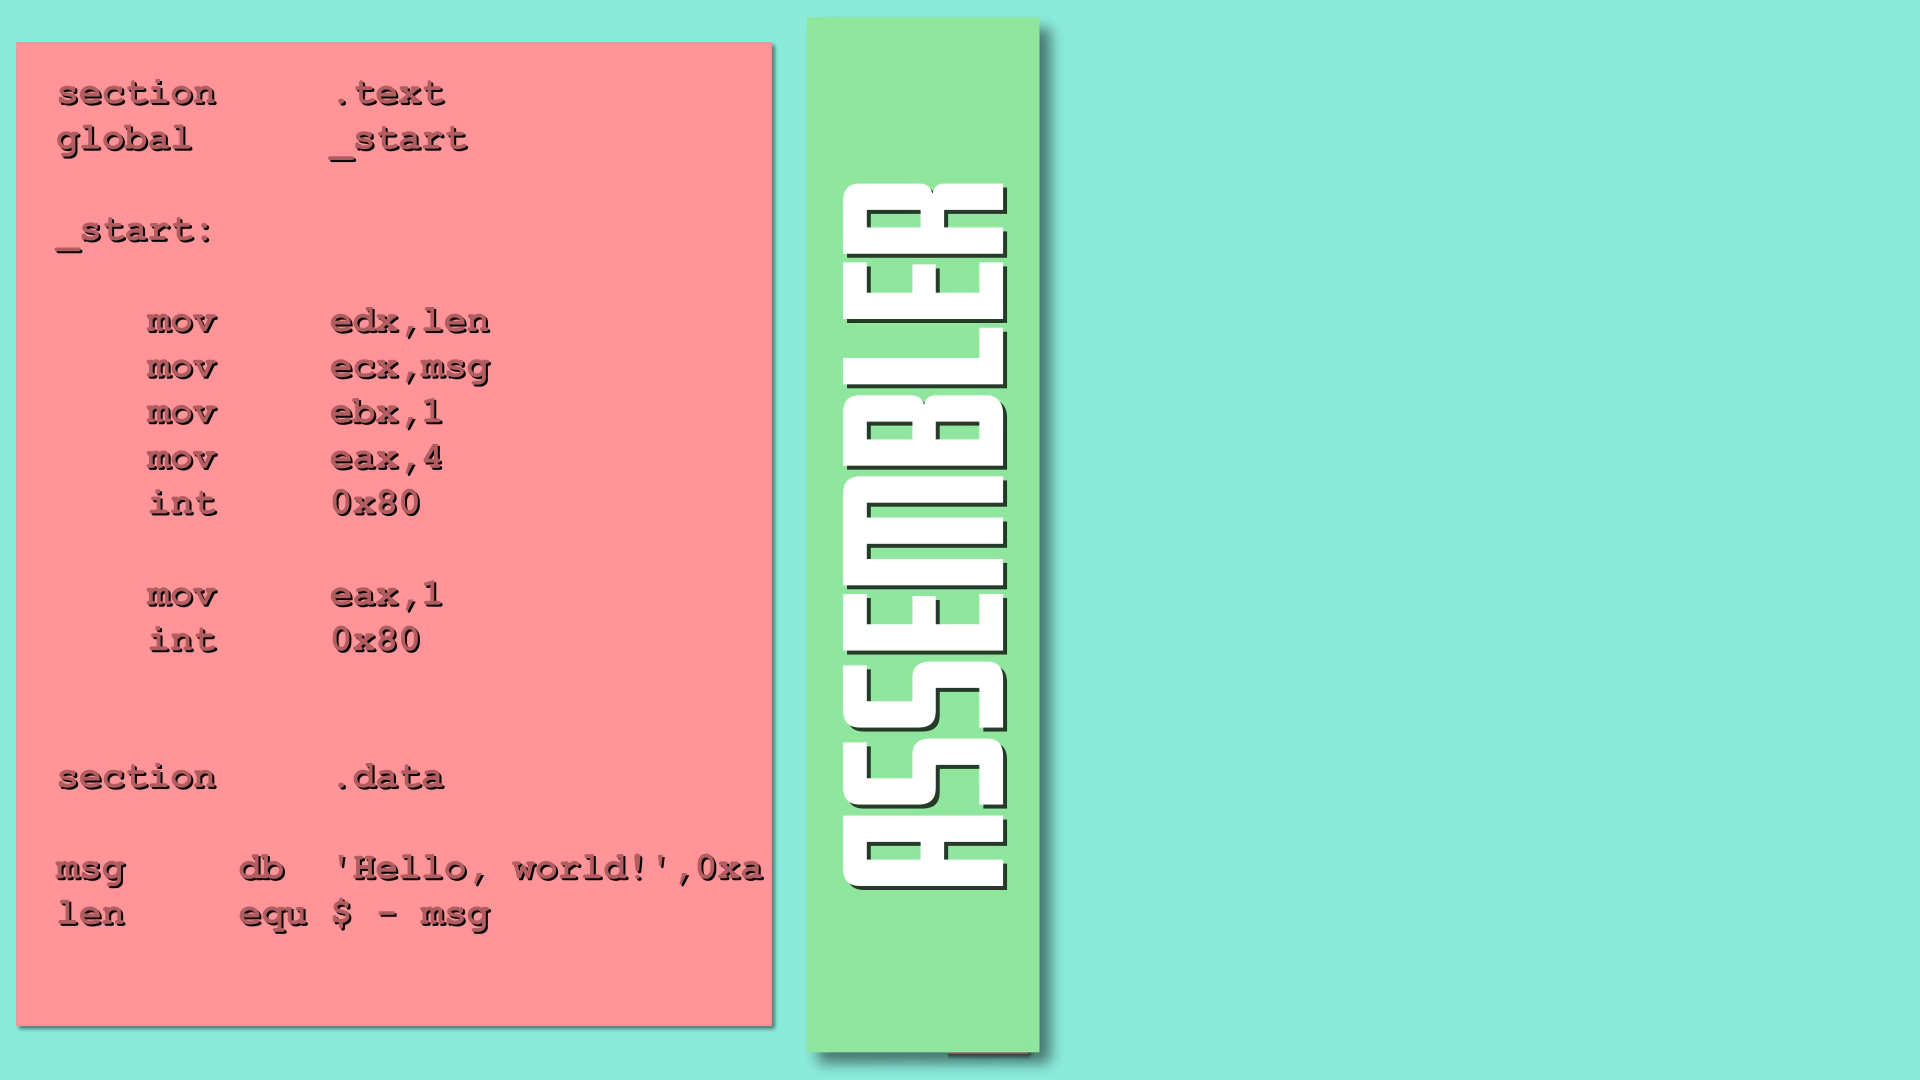 section     .text
global      _start
_start:
    mov     edx,len
    mov     ecx,msg
    mov     ebx,1
    mov     eax,4
    int     0x80
    mov     eax,1
    int     0x80
section     .data
msg     db  'Hello, world!',0xa
len     equ $ - msg
ASSEMBLER